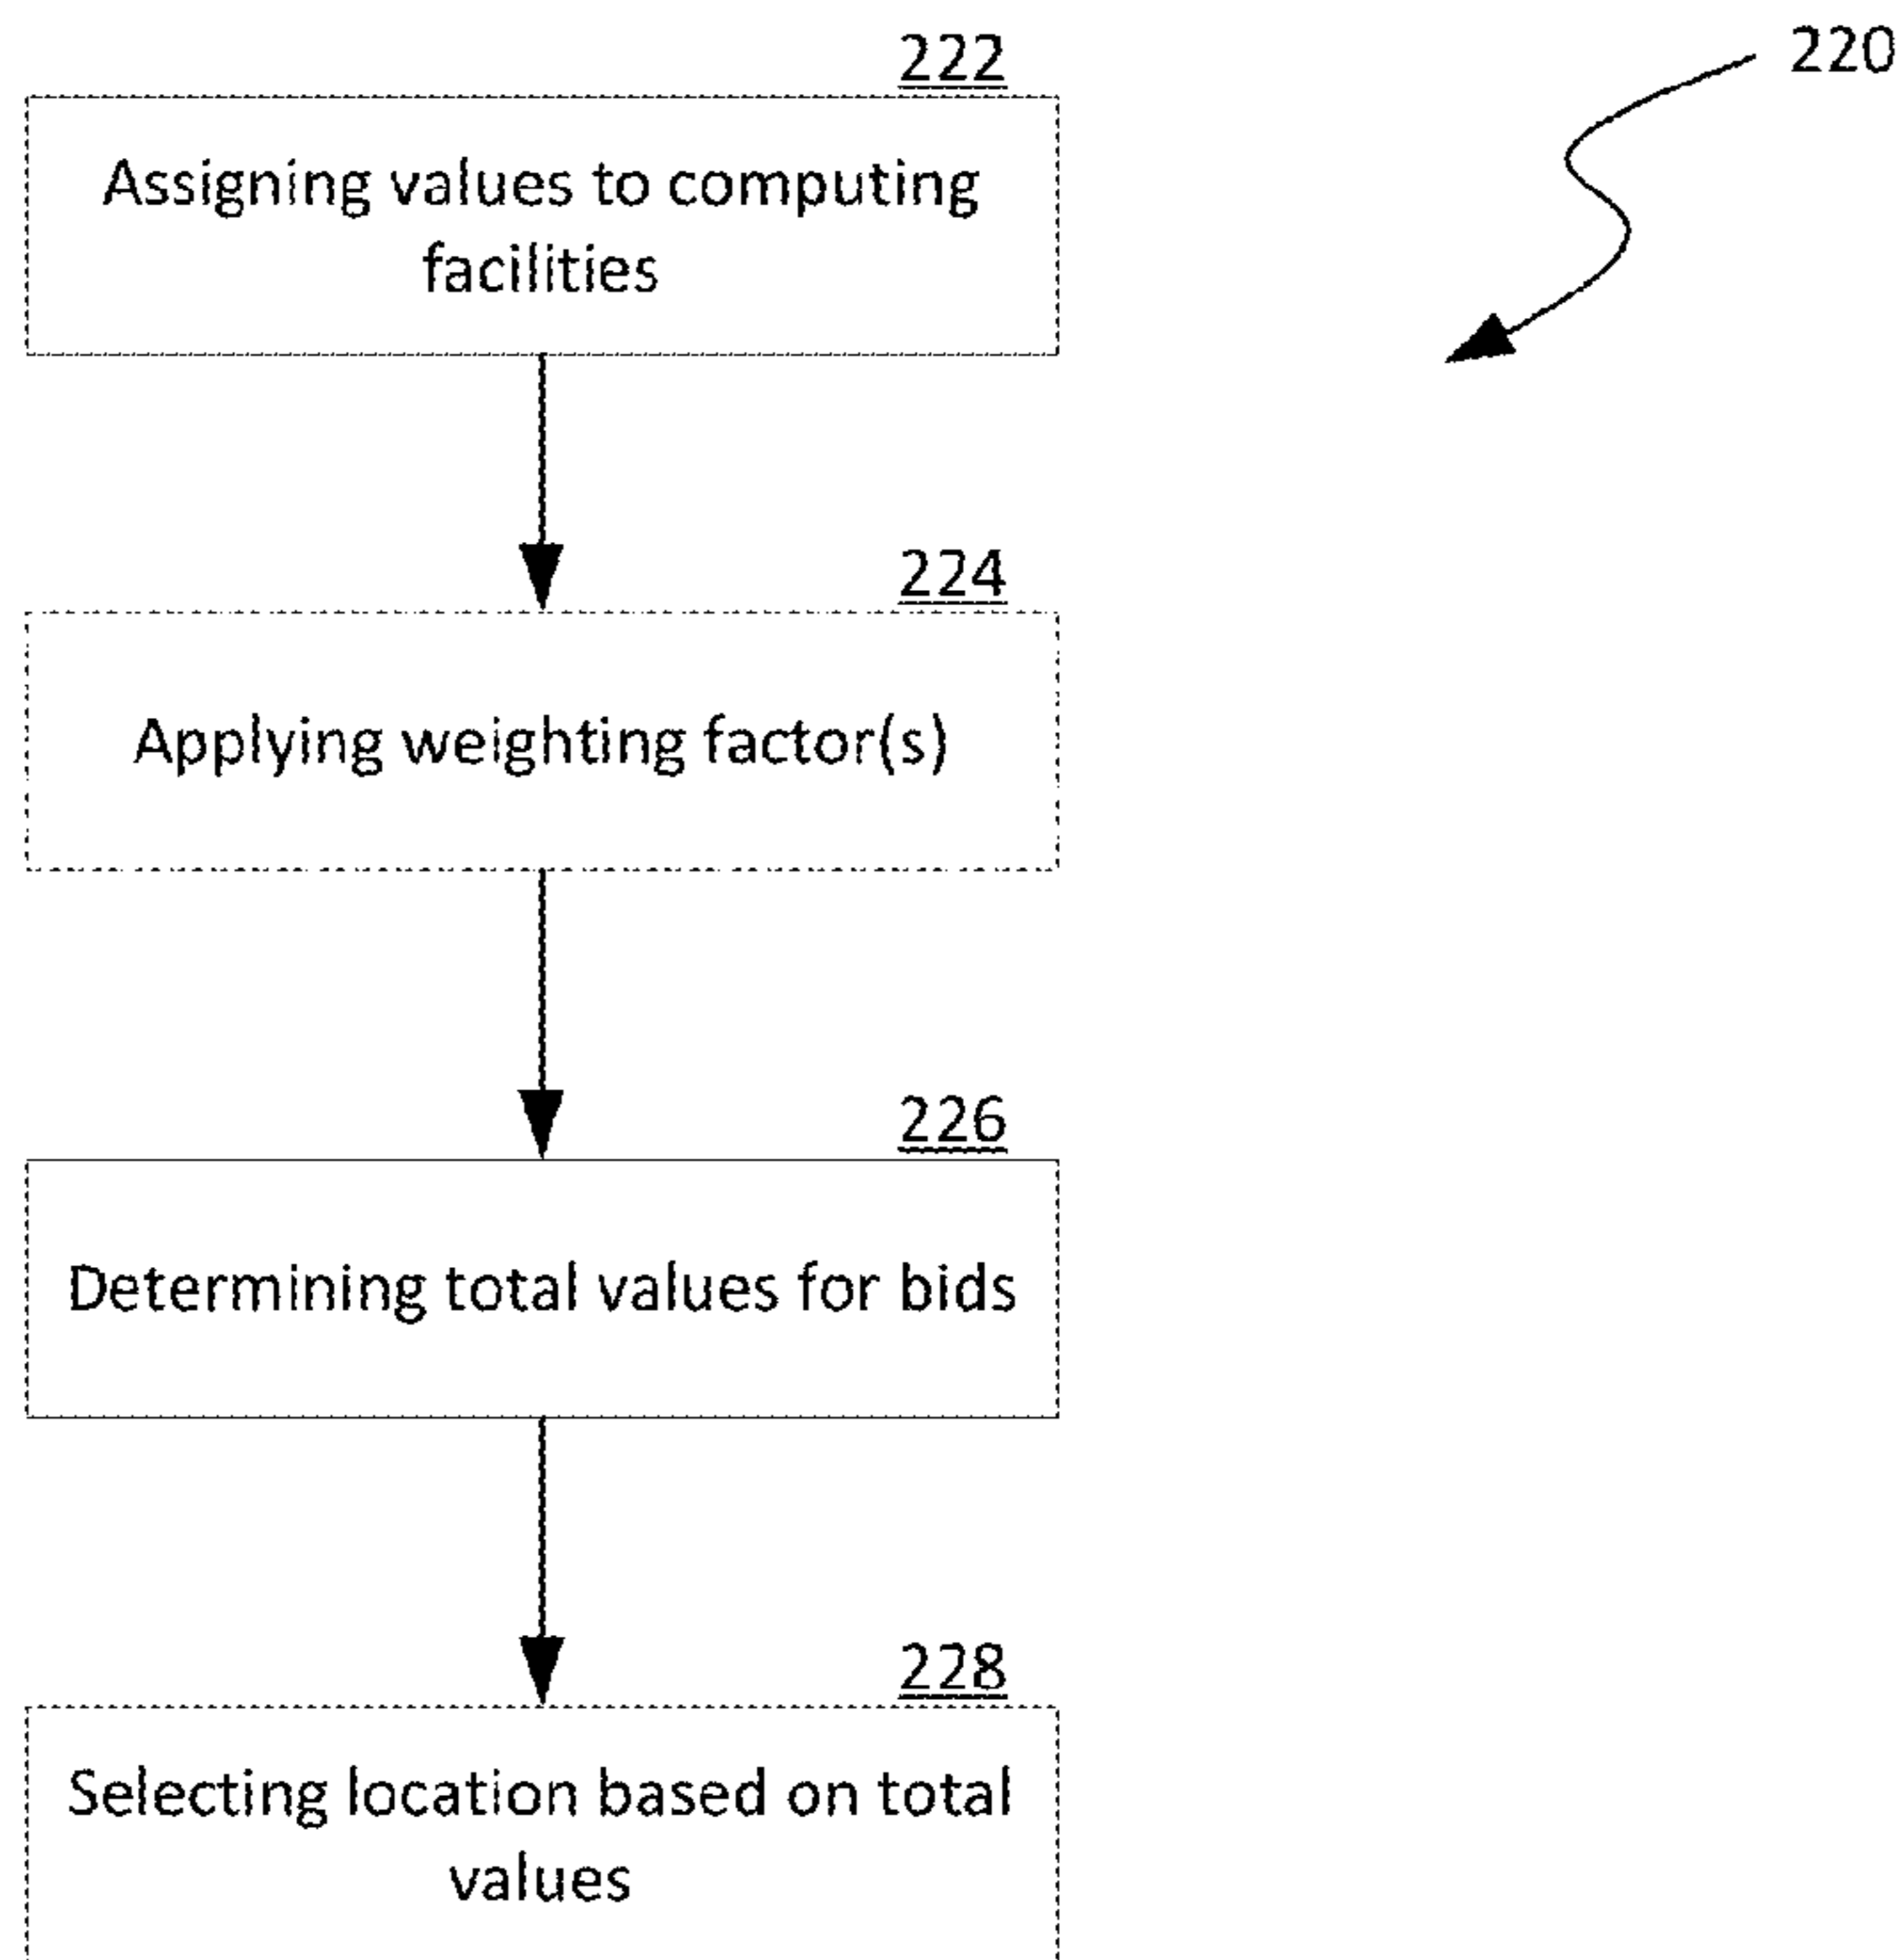 220
222
Assigning values to computing
facilities
224
Applying weighting factor(s)
226
Determining total values for bids
228
Selecting location based on total
values